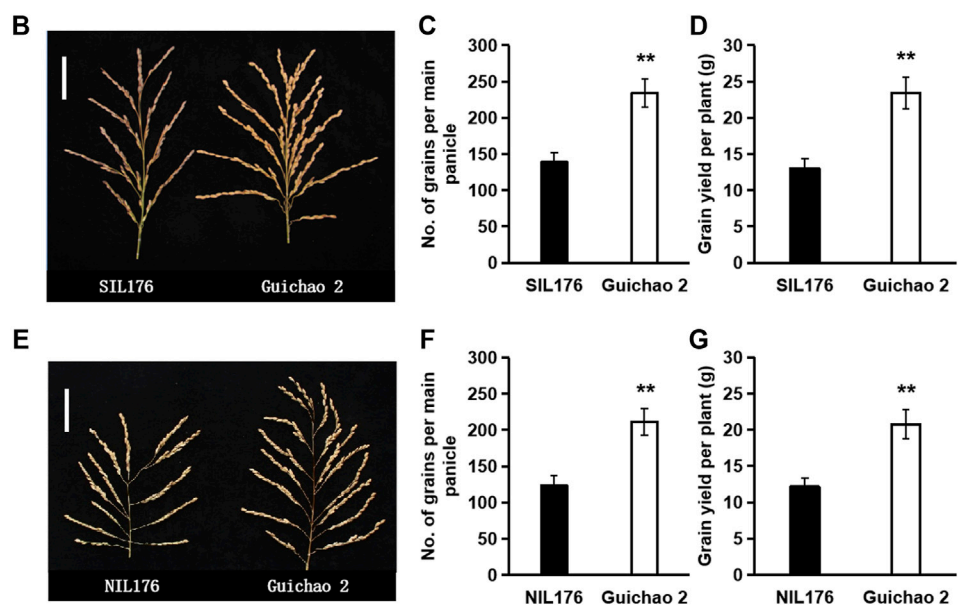 B
SIL176 Guichao 2
C
No. of grains per main
panicle
300
250
200
150
100
50
0
**
SIL176 Guichao 2
D
Grain yield per plant (g)
30
25
20
15
10
5
0
**
SIL176 Guichao 2
E
NIL176 Guichao 2
F
No. of grains per main
panicle
300
250
200
150
100
50
0
**
NIL176 Guichao 2
G
Grain yield per plant (g)
30
25
20
15
10
5
0
**
NIL176 Guichao 2